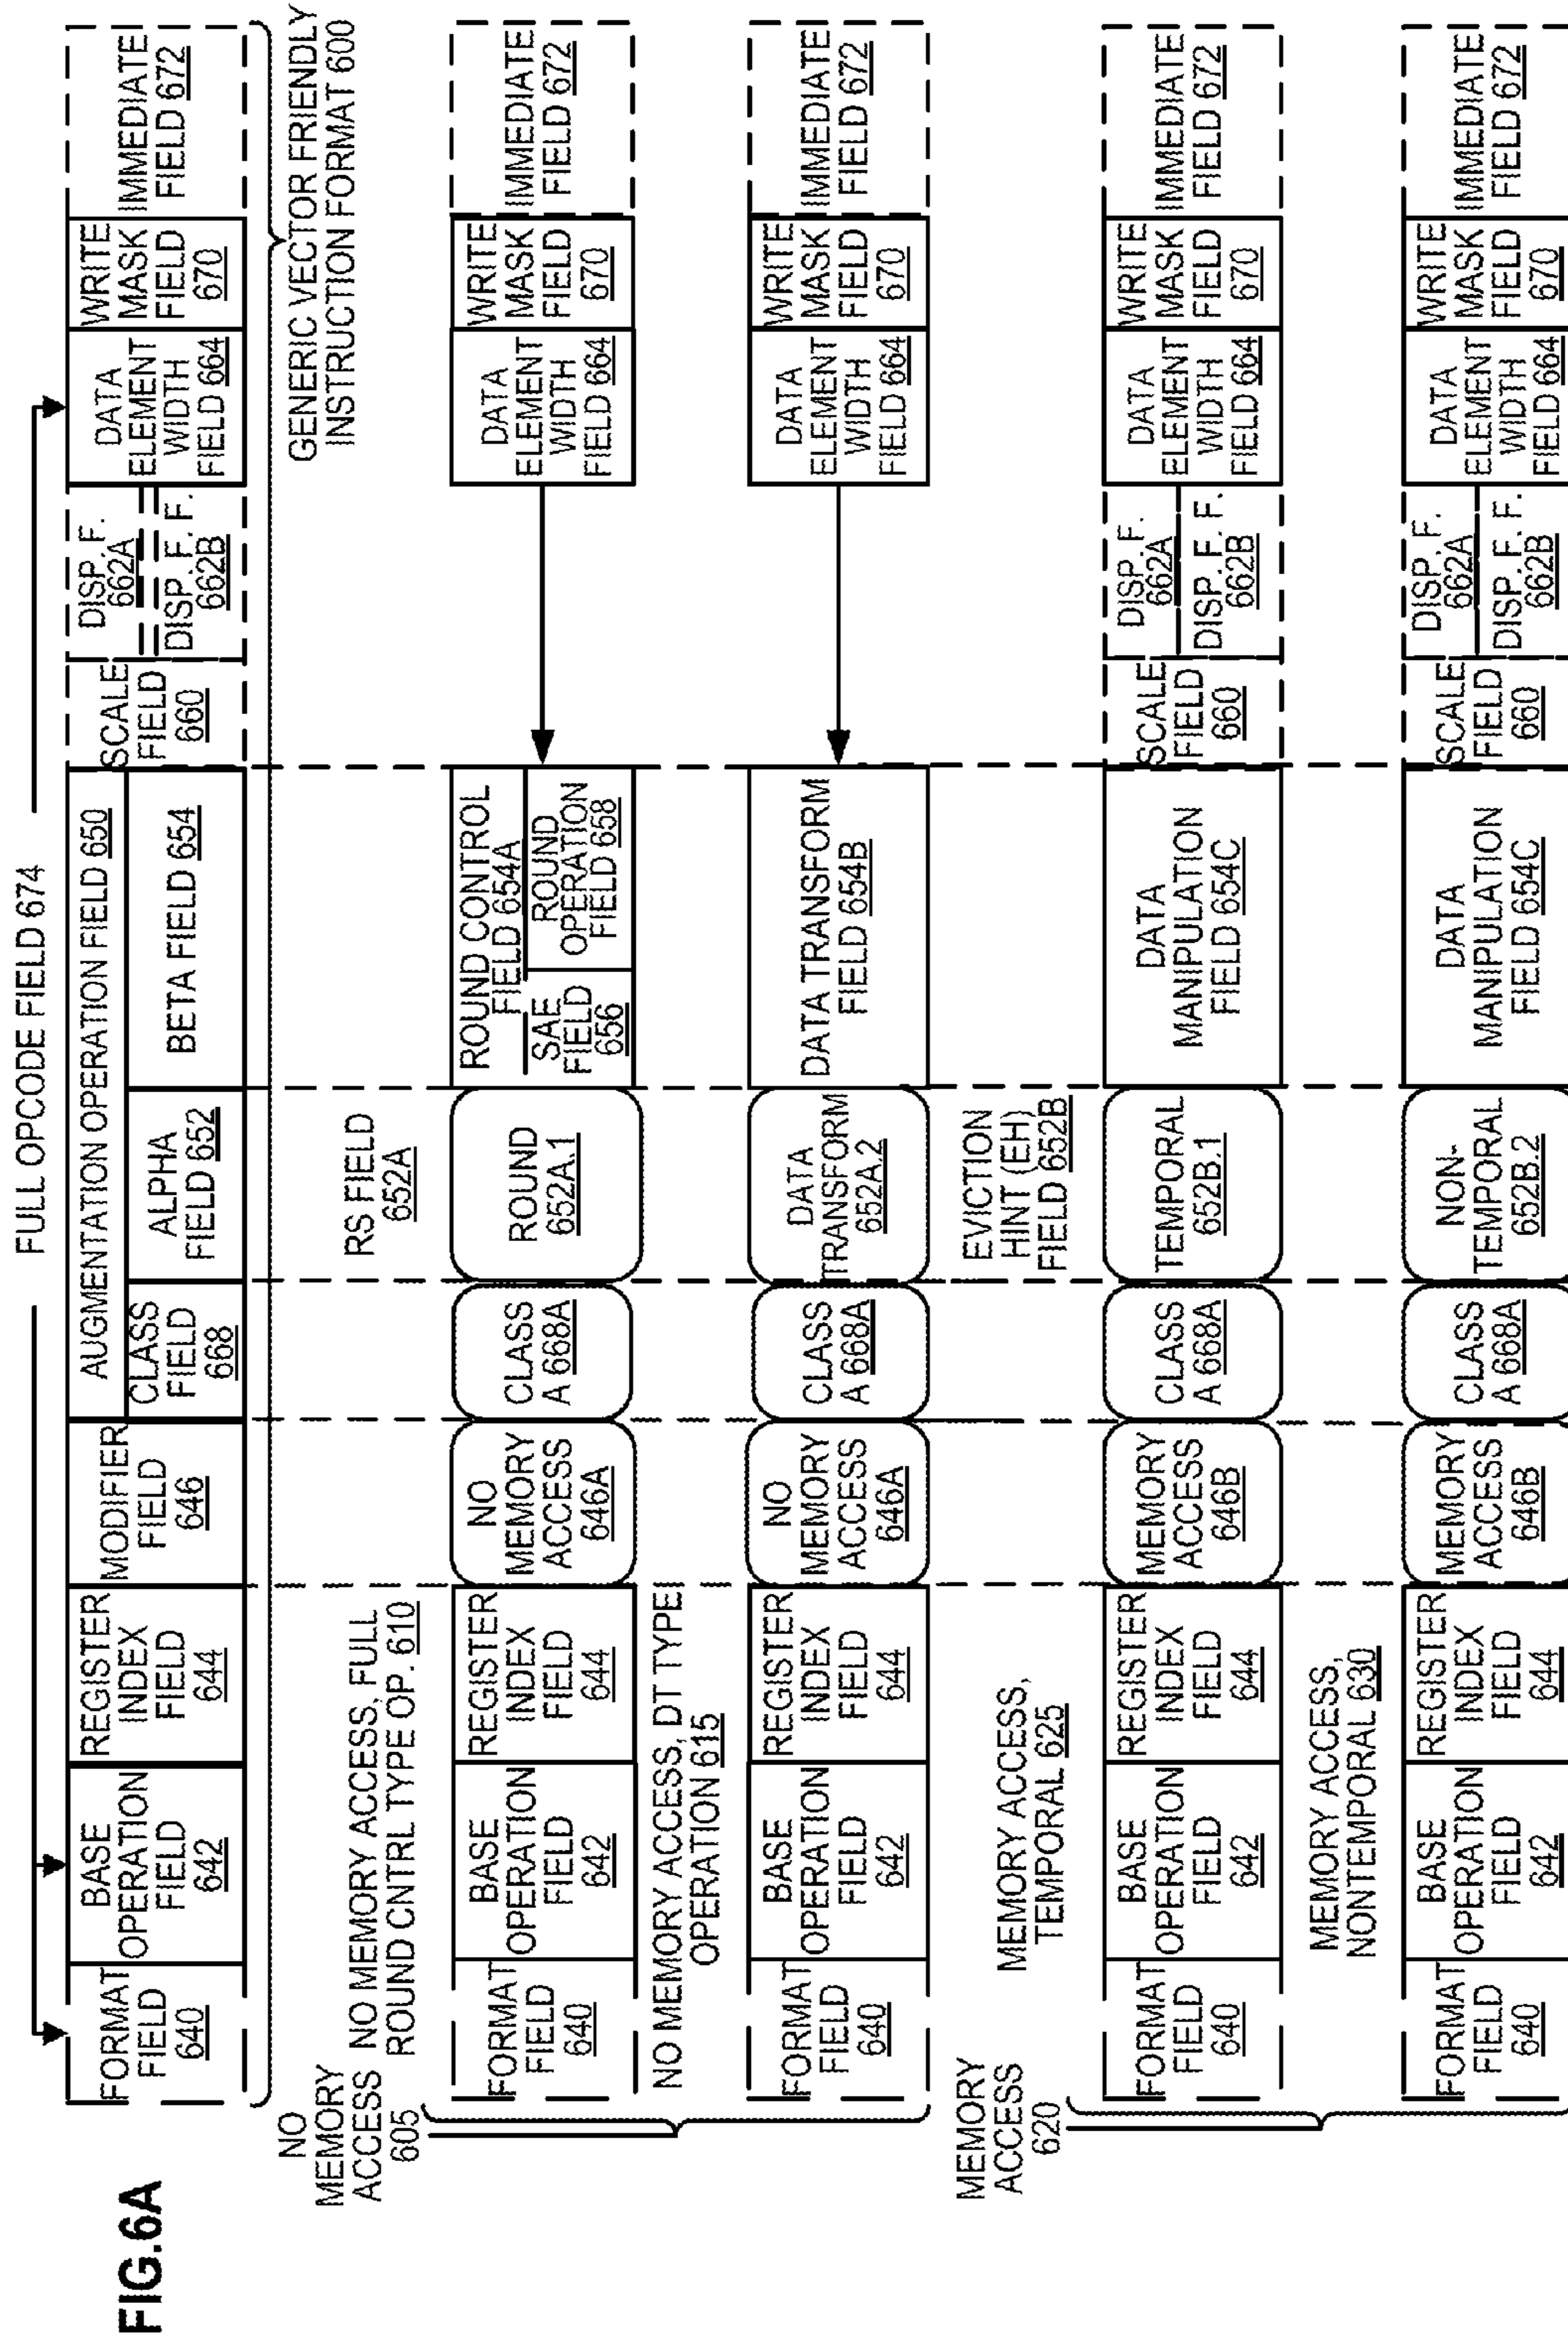 FIG.6A
FULL OPCODE FIELD 674
FORMAT
FIELD
640
BASE
OPERATION
FIELD
642
REGISTER
INDEX
FIELD
644
MODIFIER
FIELD
646
AUGMENTATION OPERATION FIELD 650
CLASS
FIELD
668
ALPHA
FIELD 652
BETA FIELD 654
SCALE
FIELD
660
DISP. F.
662A
DISP. F. F.
662B
DATA
ELEMENT
WIDTH
FIELD 664
WRITE
MASK
FIELD
670
IMMEDIATE
FIELD 672
GENERIC VECTOR FRIENDLY
INSTRUCTION FORMAT 600
NO
MEMORY
ACCESS
605
NO MEMORY ACCESS, FULL
ROUND CNTRL TYPE OP. 610
RS FIELD
652A
FORMAT
FIELD
640
BASE
OPERATION
FIELD
642
REGISTER
INDEX
FIELD
644
NO
MEMORY
ACCESS
646A
CLASS
A 668A
ROUND
652A.1
ROUND CONTROL
FIELD 654A
SAE
FIELD
656
ROUND
OPERATION
FIELD 658
DATA
ELEMENT
WIDTH
FIELD 664
WRITE
MASK
FIELD
670
IMMEDIATE
FIELD 672
NO MEMORY ACCESS, DT TYPE
OPERATION 615
FORMAT
FIELD
640
BASE
OPERATION
FIELD
642
REGISTER
INDEX
FIELD
644
NO
MEMORY
ACCESS
646A
CLASS
A 668A
DATA
TRANSFORM
652A.2
DATA TRANSFORM
FIELD 654B
DATA
ELEMENT
WIDTH
FIELD 664
WRITE
MASK
FIELD
670
IMMEDIATE
FIELD 672
MEMORY
ACCESS
620
MEMORY ACCESS,
TEMPORAL 625
EVICTION
HINT (EH)
FIELD 652B
FORMAT
FIELD
640
BASE
OPERATION
FIELD
642
REGISTER
INDEX
FIELD
644
MEMORY
ACCESS
646B
CLASS
A 668A
TEMPORAL
652B.1
DATA
MANIPULATION
FIELD 654C
SCALE
FIELD
660
DISP. F.
662A
DISP. F. F.
662B
DATA
ELEMENT
WIDTH
FIELD 664
WRITE
MASK
FIELD
670
IMMEDIATE
FIELD 672
MEMORY ACCESS,
NONTEMPORAL 630
FORMAT
FIELD
640
BASE
OPERATION
FIELD
642
REGISTER
INDEX
FIELD
644
MEMORY
ACCESS
646B
CLASS
A 668A
NON-
TEMPORAL
652B.2
DATA
MANIPULATION
FIELD 654C
SCALE
FIELD
660
DISP. F.
662A
DISP. F. F.
662B
DATA
ELEMENT
WIDTH
FIELD 664
WRITE
MASK
FIELD
670
IMMEDIATE
FIELD 672